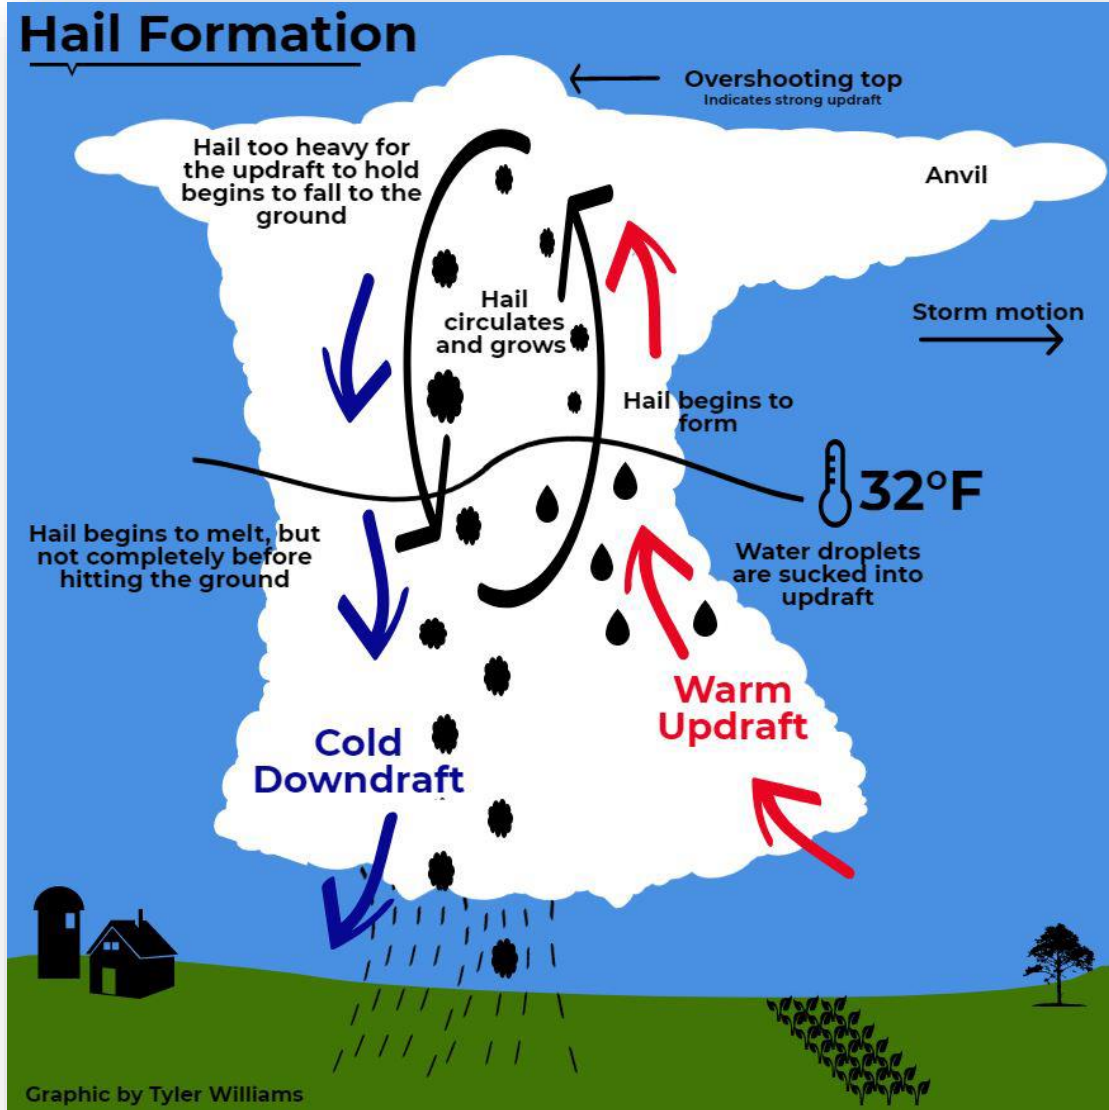 Hail Formation
Overshooting top
Indicates strong updraft
Hail too heavy for
the updraft to hold
begins to fall to the
ground
Anvil
Hail
circulates
and grows
Storm motion
Hail begins to
form
32°F
Hail begins to melt, but
not completely before
hitting the ground
Water droplets
are sucked into
updraft
Warm
Updraft
Cold
Downdraft
Graphic by Tyler Williams